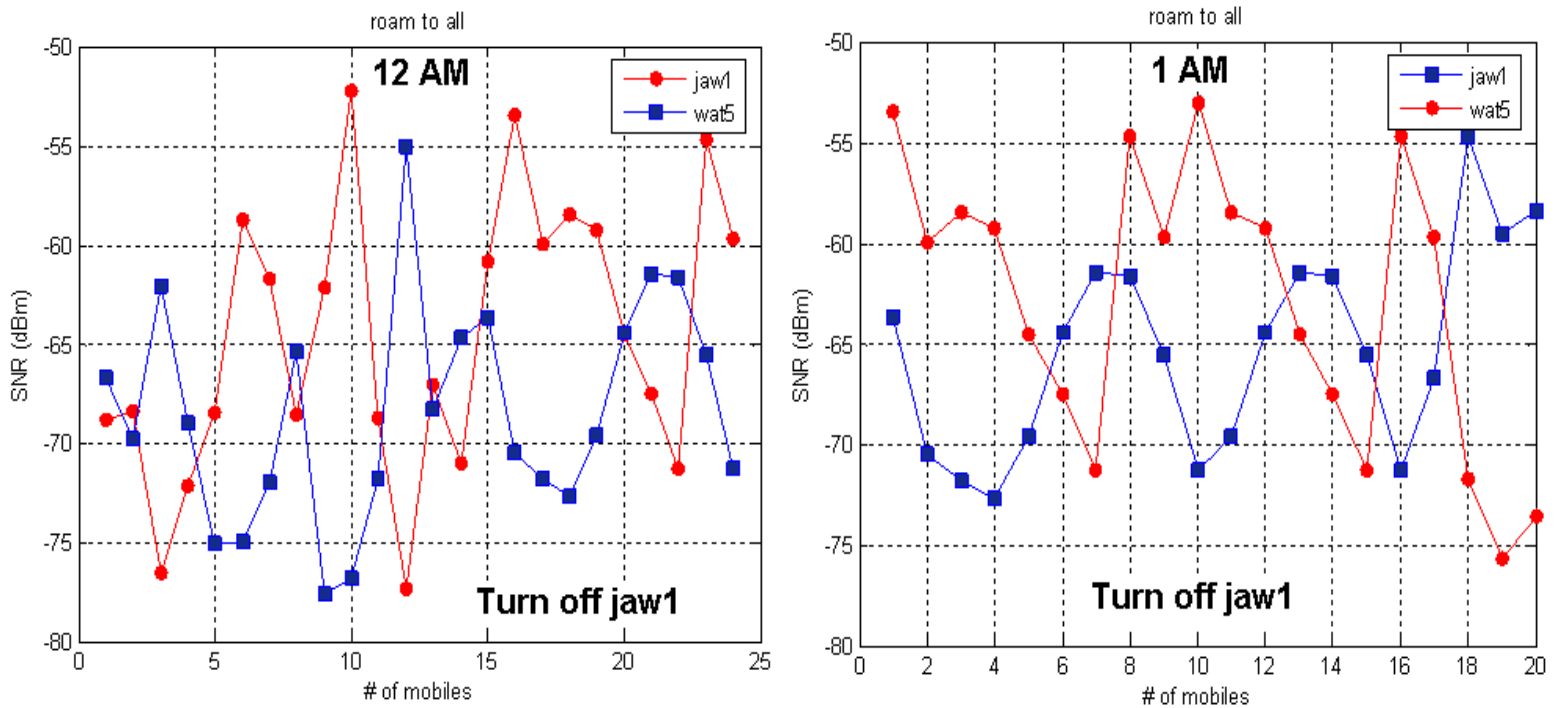 roam to all
-50
-55
-60
-65
-70
-75
-80
SNR (dBm)
12 AM
jaw1
wat5
Turn off jaw1
0 5 10 15 20 25
# of mobiles
roam to all
-50
-55
-60
-65
-70
-75
-80
SNR (dBm)
1 AM
jaw1
wat5
Turn off jaw1
0 2 4 6 8 10 12 14 16 18 20
# of mobiles